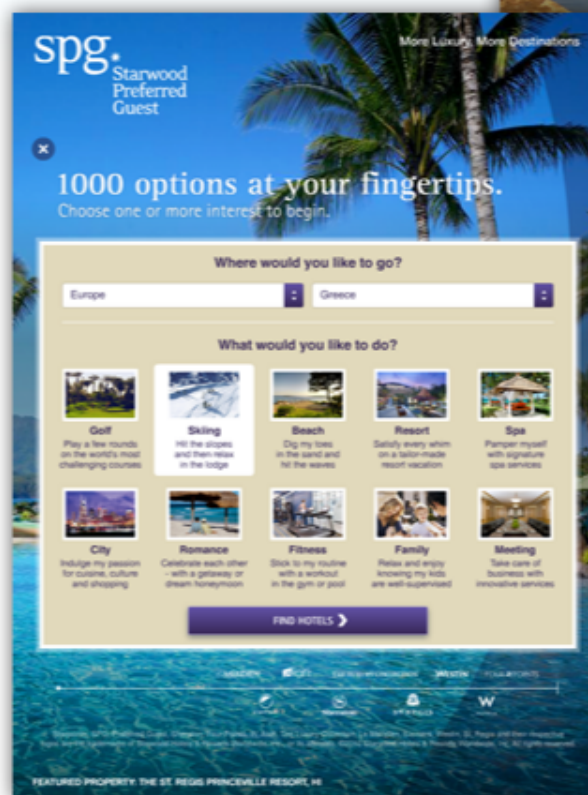 spg.
Starwood
Preferred
Guest
More Luxury. More Destinations
1000 options at your fingertips.
Choose one or more interest to begin.
Where would you like to go?
Europe
Greece
What would you like to do?
Golf
Play a few rounds
on the world's most
challenging courses
Skiing
Hit the slopes
and then relax
in the lodge
Beach
Dig my toes
in the sand and
hit the waves
Resort
Satisfy every whim
on a tailor-made
resort vacation
Spa
Pamper myself
with signature
spa services
City
Indulge my passion
for cuisine, culture
and shopping
Romance
Celebrate each other
- with a getaway or
dream honeymoon
Fitness
Stick to my routine
with a workout
in the gym or pool
Family
Relax and enjoy
knowing my kids
are well-supervised
Meeting
Take care of
business with
innovative services
FIND HOTELS
FEATURED PROPERTY: THE ST. REGIS PRINCEVILLE RESORT, HI